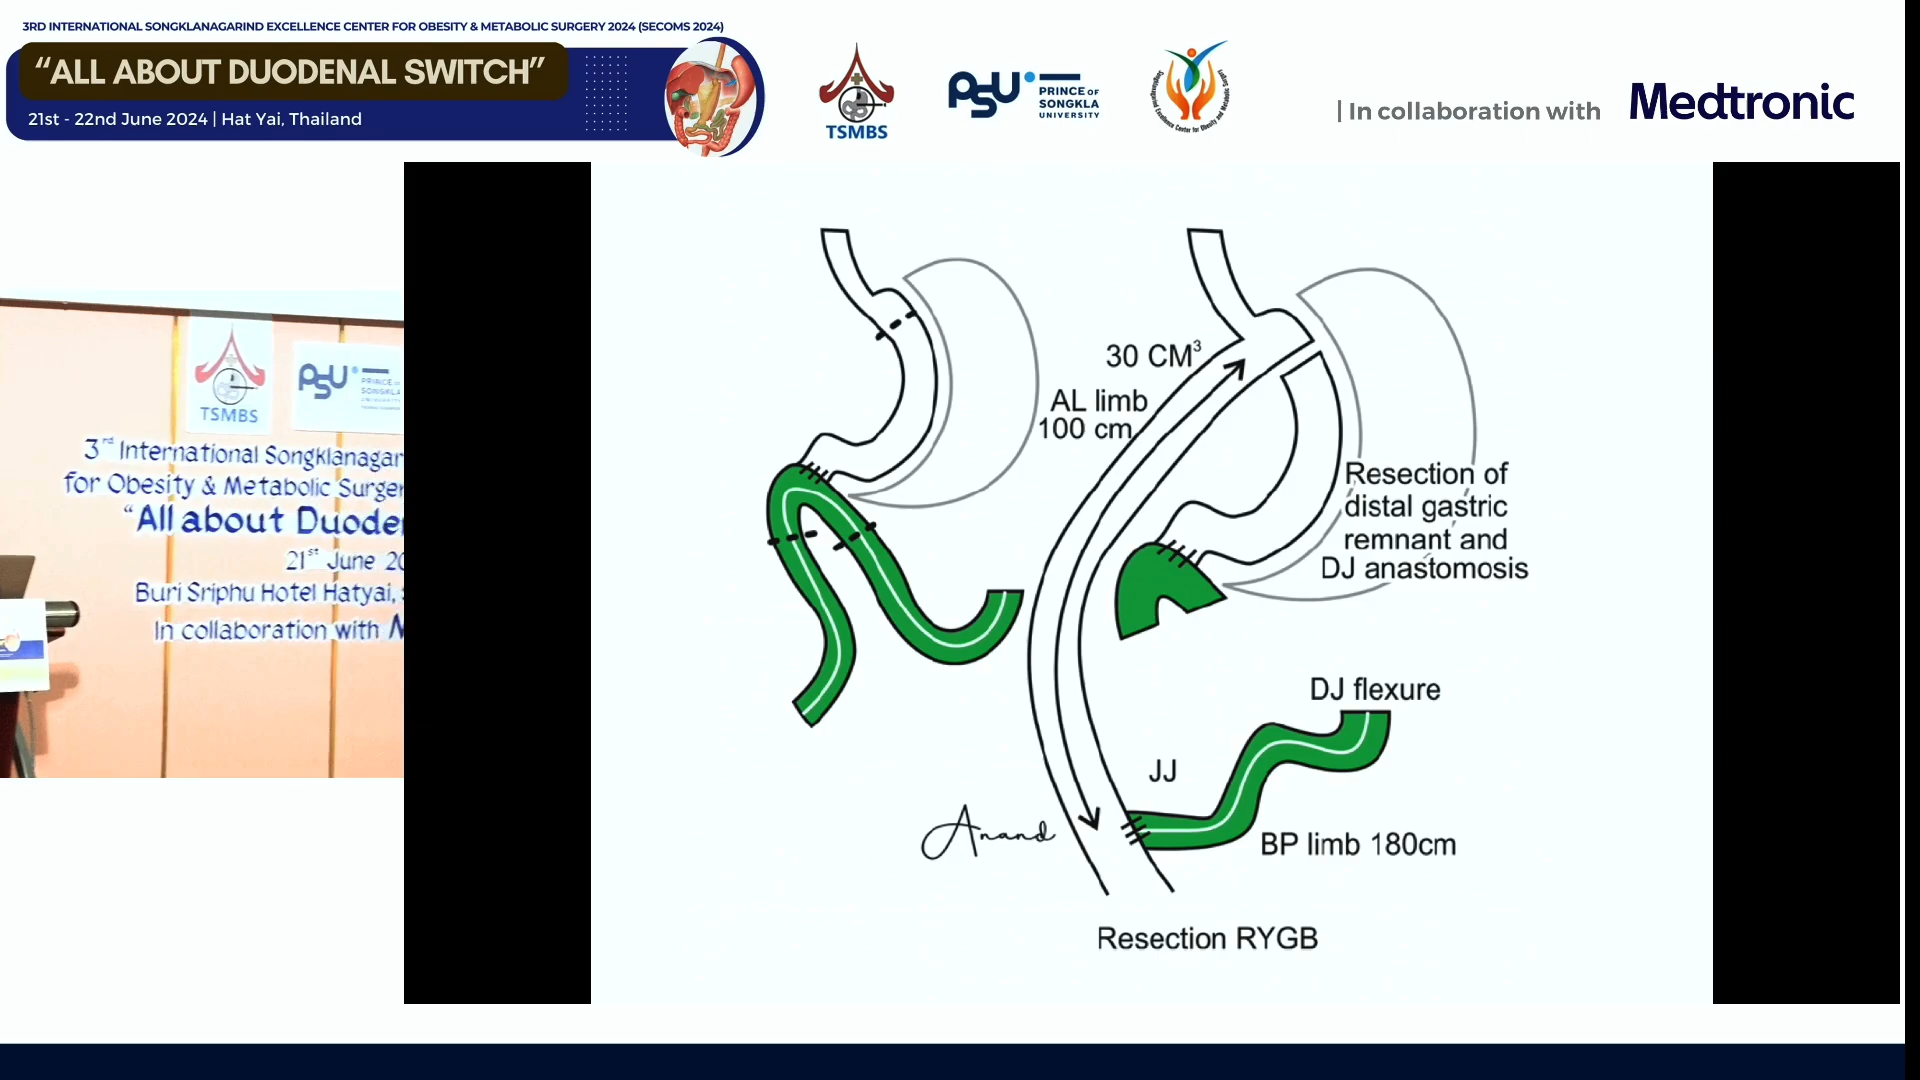 3RD INTERNATIONAL SONGKLANAGARIND EXCELLENCE CENTER FOR OBESITY & METABOLIC SURGERY 2024 (SECOMS 2024)
“ALL ABOUT DUODENAL SWITCH”
21st - 22nd June 2024 | Hat Yai, Thailand
TSMBS
PSU PRINCE OF SONGKLA UNIVERSITY
| In collaboration with Medtronic
TSMBS
PSU
3rd International Songklanagar
for Obesity & Metabolic Surger
“All about Duode
21st June 20
Buri Sriphu Hotel Hatyai,
In collaboration with
30 CM³
AL limb
100 cm
Resection of
distal gastric
remnant and
DJ anastomosis
DJ flexure
JJ
BP limb 180cm
Anand
Resection RYGB